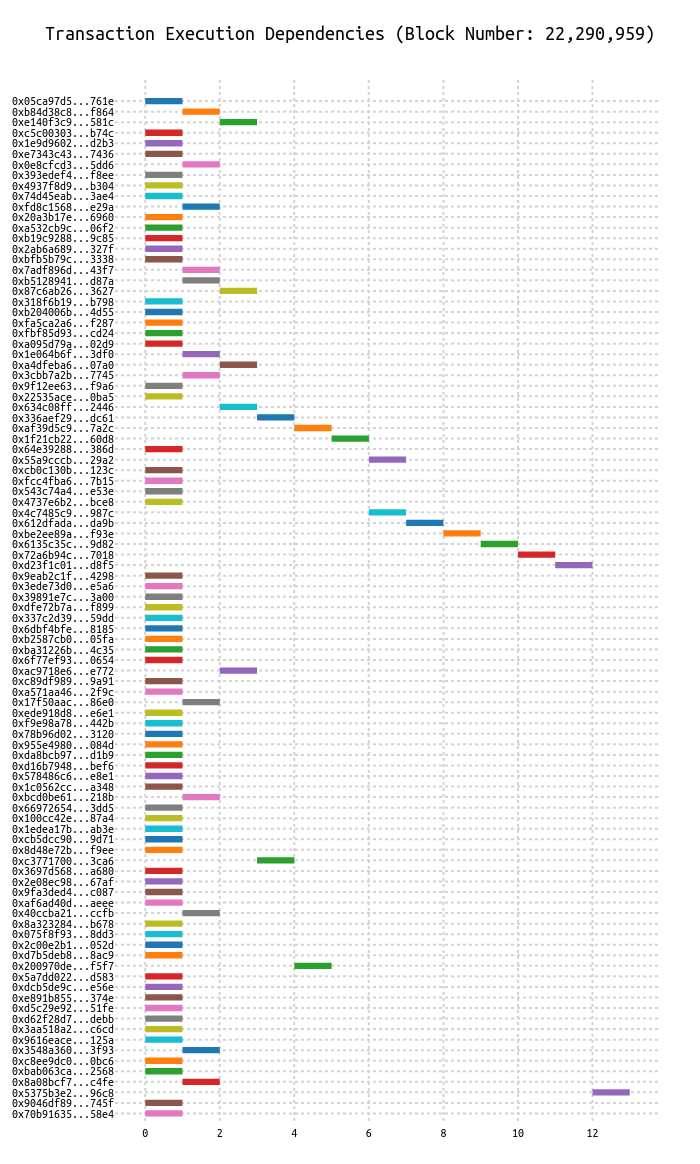 Transaction Execution Dependencies (Block Number: 22,290,959)
0x05ca97d5...761e
0xb84d38c8...f864
0xe140f3c9...581c
0xc5c00303...b74c
0x1e9d9602...d2b3
0xe7343c43...7436
0x0e8cfcd3...5dd6
0x393edef4...f8ee
0x4937f8d9...b304
0x74d45eab...3ae4
0xfd8c1568...e29a
0x20a3b17e...6960
0xa532cb9c...06f2
0xb19c9288...9c85
0x2ab6a689...327f
0xbfb5b79c...3338
0x7adf896d...43f7
0xb5128941...d87a
0x87c6ab26...3627
0x318f6b19...b798
0xb204006b...4d55
0xfa5ca2a6...f287
0xfbf85d93...cd24
0xa095d79a...02d9
0x1e064b6f...3df0
0xa4dfeba6...07a0
0x3cbb7a2b...7745
0x9f12ee63...f9a6
0x22535ace...0ba5
0x634c08ff...2446
0x336aef29...dc61
0xaf39d5c9...7a2c
0x1f21cb22...60d8
0x64e39288...386d
0x55a9cccb...29a2
0xcb0c130b...123c
0xfcc4fba6...7b15
0x543c74a4...e53e
0x4737e6b2...bce8
0x4c7485c9...987c
0x612dfada...da9b
0xbe2ee89a...f93e
0x6135c35c...9d82
0x72a6b94c...7018
0xd23f1c01...d8f5
0x9eab2c1f...4298
0x3ede73d0...e5a6
0x39891e7c...3a00
0xdfe72b7a...f899
0x337c2d39...59dd
0x6dbf4bfe...8185
0xb2587cb0...05fa
0xba31226b...4c35
0x6f77ef93...0654
0xac9718e6...e772
0xc89df989...9a91
0xa571aa46...2f9c
0x17f50aac...86e0
0xede918d8...e6e1
0xf9e98a78...442b
0x78b96d02...3120
0x955e4980...084d
0xda8bcb97...d1b9
0xd16b7948...bef6
0x578486c6...e8e1
0x1c0562cc...a348
0xbcd0be61...218b
0x66972654...3dd5
0x100cc42e...87a4
0x1edea17b...ab3e
0xcb5dcc90...9d71
0x8d48e72b...f9ee
0xc3771700...3ca6
0x3697d568...a680
0x2e08ec98...67af
0x9fa3ded4...c087
0xaf6ad40d...aeee
0x40ccba21...ccfb
0x8a323284...b678
0x075f8f93...8dd3
0x2c00e2b1...052d
0xd7b5deb8...8ac9
0x200970de...f5f7
0x5a7dd022...d583
0xdcb5de9c...e56e
0xe891b855...374e
0xd5c29e92...51fe
0xd62f28d7...debb
0x3aa518a2...c6cd
0x9616eace...125a
0x3548a360...3f93
0xc8ee9dc0...0bc6
0xbab063ca...2568
0x8a08bcf7...c4fe
0x5375b3e2...96c8
0x9046df89...745f
0x70b91635...58e4
0 2 4 6 8 10 12